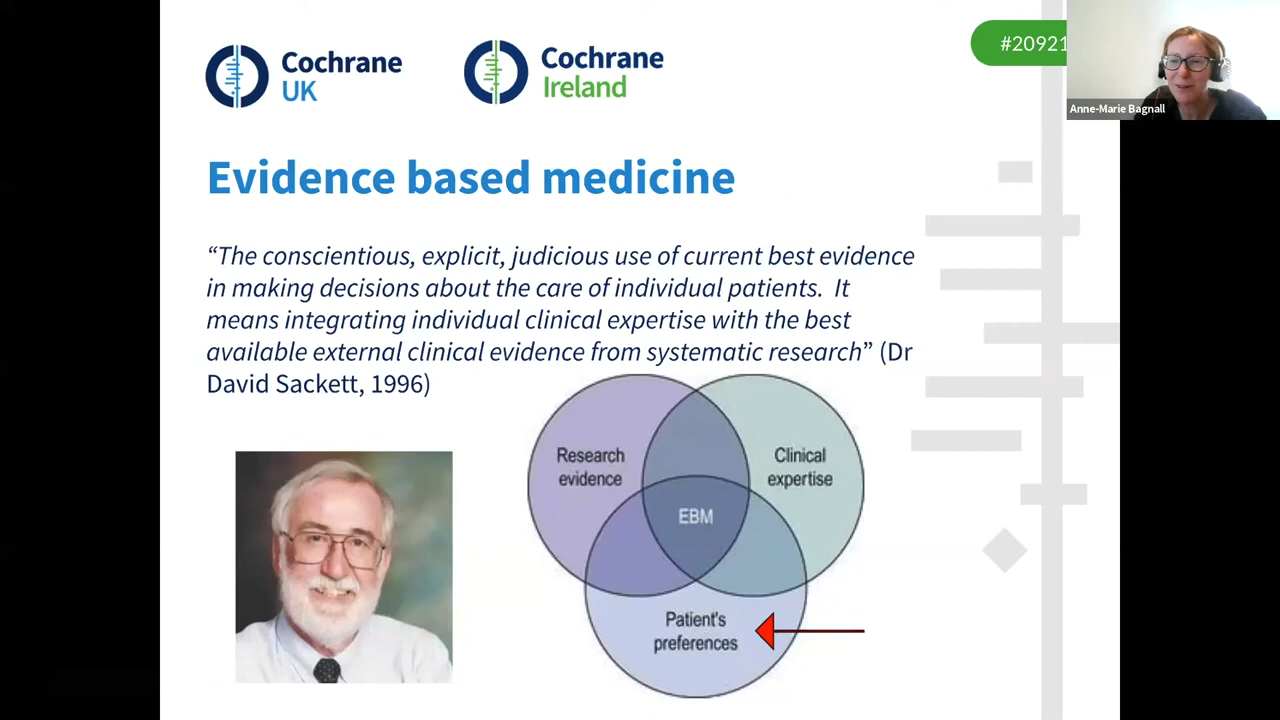 Cochrane
UK
Cochrane
Ireland
#20921
Anne-Marie Bagnall
Evidence based medicine
“The conscientious, explicit, judicious use of current best evidence
in making decisions about the care of individual patients.  It
means integrating individual clinical expertise with the best
available external clinical evidence from systematic research” (Dr
David Sackett, 1996)
Research
evidence
Clinical
expertise
EBM
Patient's
preferences